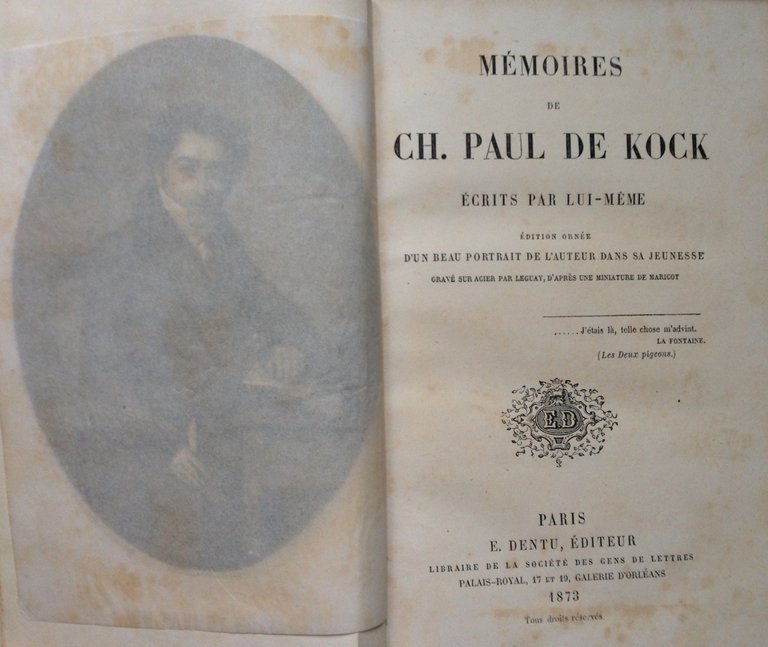 MÉMOIRES
DE
CH. PAUL DE KOCK
ÉCRITS PAR LUI-MÊME
ÉDITION ORNÉE
D'UN BEAU PORTRAIT DE L'AUTEUR DANS SA JEUNESSE
GRAVÉ SUR ACIER PAR LEGUAY, D'APRÈS UNE MINIATURE DE MARICOT
......J'étais là, telle chose m'advint.
LA FONTAINE.
(Les Deux pigeons.)
ED
PARIS
E. DENTU, ÉDITEUR
LIBRAIRE DE LA SOCIÉTÉ DES GENS DE LETTRES
PALAIS-ROYAL, 17 ET 19, GALERIE D'ORLÉANS
1873
Tous droits réservés.